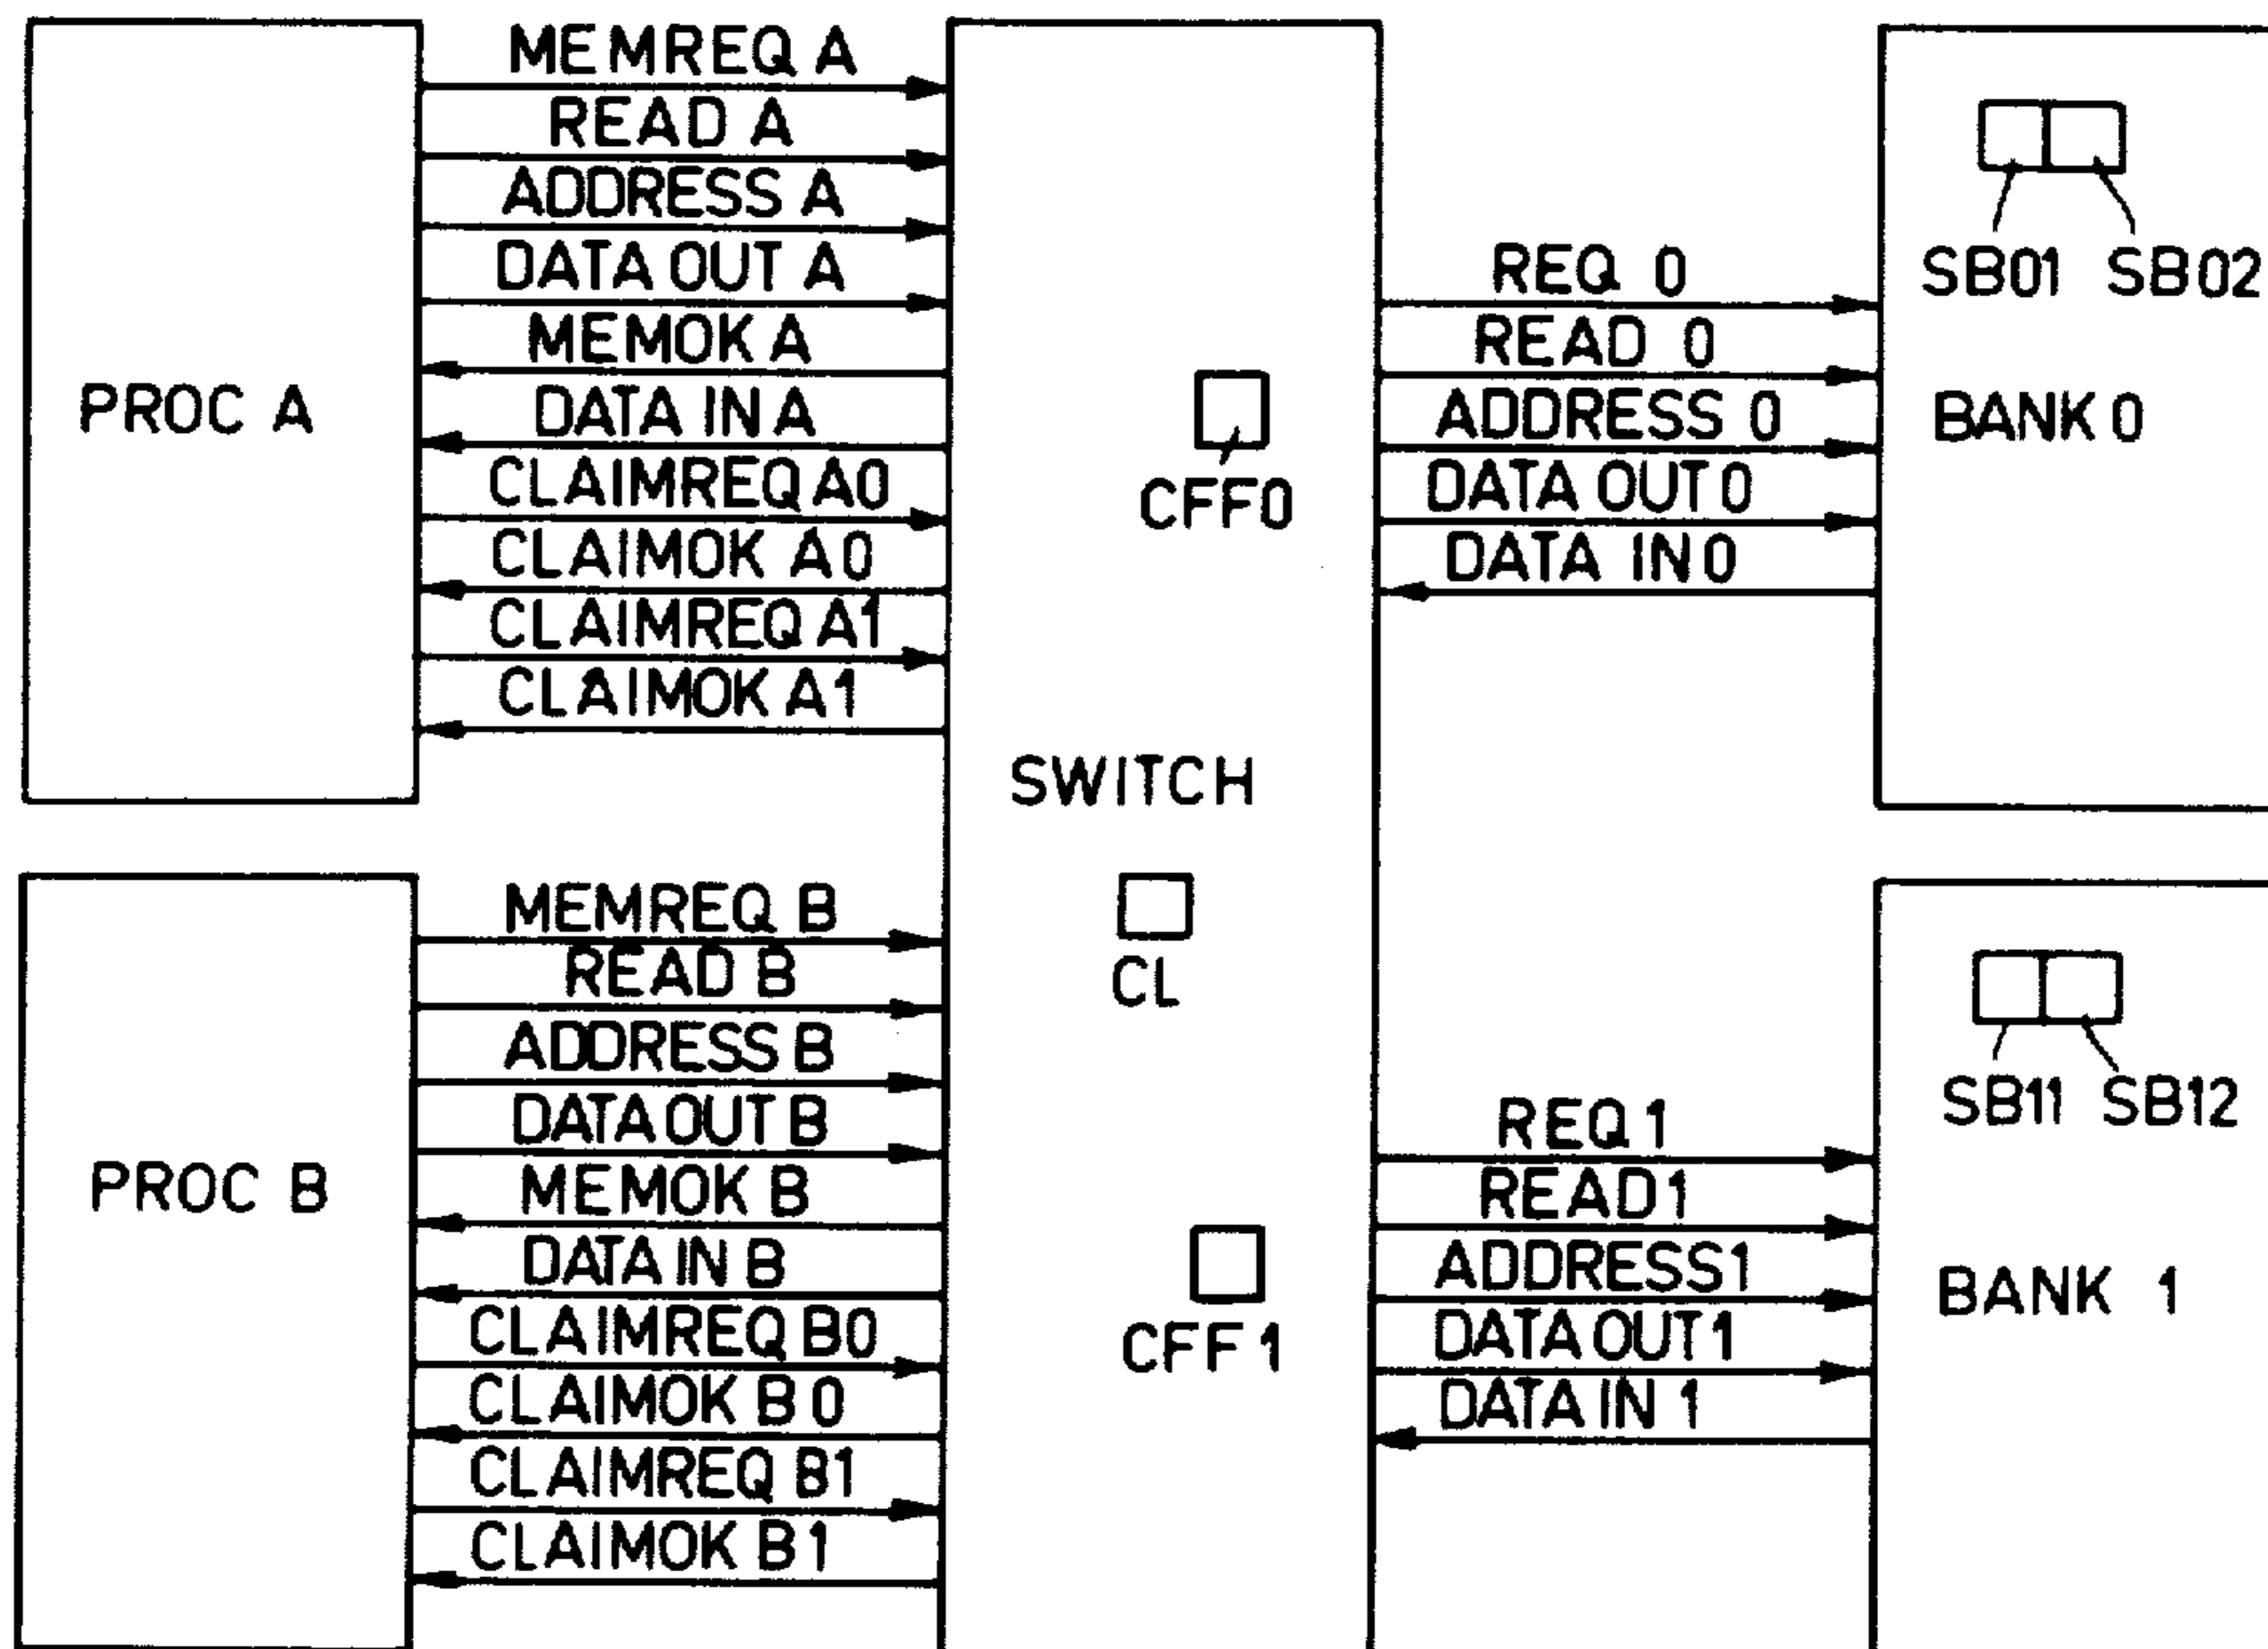 MEMREQ A
READ A
ADDRESS A
DATA OUT A
MEMOK A
DATA IN A
CLAIMREQ A0
CLAIMOK A0
CLAIMREQ A1
CLAIMOK A1
PROC A
SWITCH
CFF0
CL
CFF 1
REQ 0
READ 0
ADDRESS 0
DATA OUT 0
DATA IN 0
SB01 SB02
BANK 0
MEMREQ B
READ B
ADDRESS B
DATA OUT B
MEMOK B
DATA IN B
CLAIMREQ B0
CLAIMOK B0
CLAIMREQ B1
CLAIMOK B1
PROC B
REQ 1
READ 1
ADDRESS 1
DATA OUT 1
DATA IN 1
SB11 SB12
BANK 1